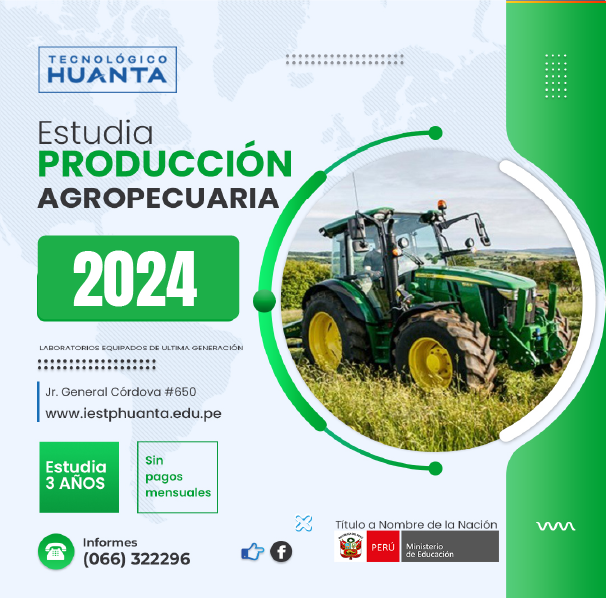 TECNOLÓGICO
HUANTA
Estudia
PRODUCCIÓN
AGROPECUARIA
2024
LABORATORIOS EQUIPADOS DE ULTIMA GENERACIÓN
Jr. General Córdova #650
www.iestphuanta.edu.pe
Estudia
3 AÑOS
Sin
pagos
mensuales
Informes
(066) 322296
Título a Nombre de la Nación
PERÚ
Ministerio
de Educación